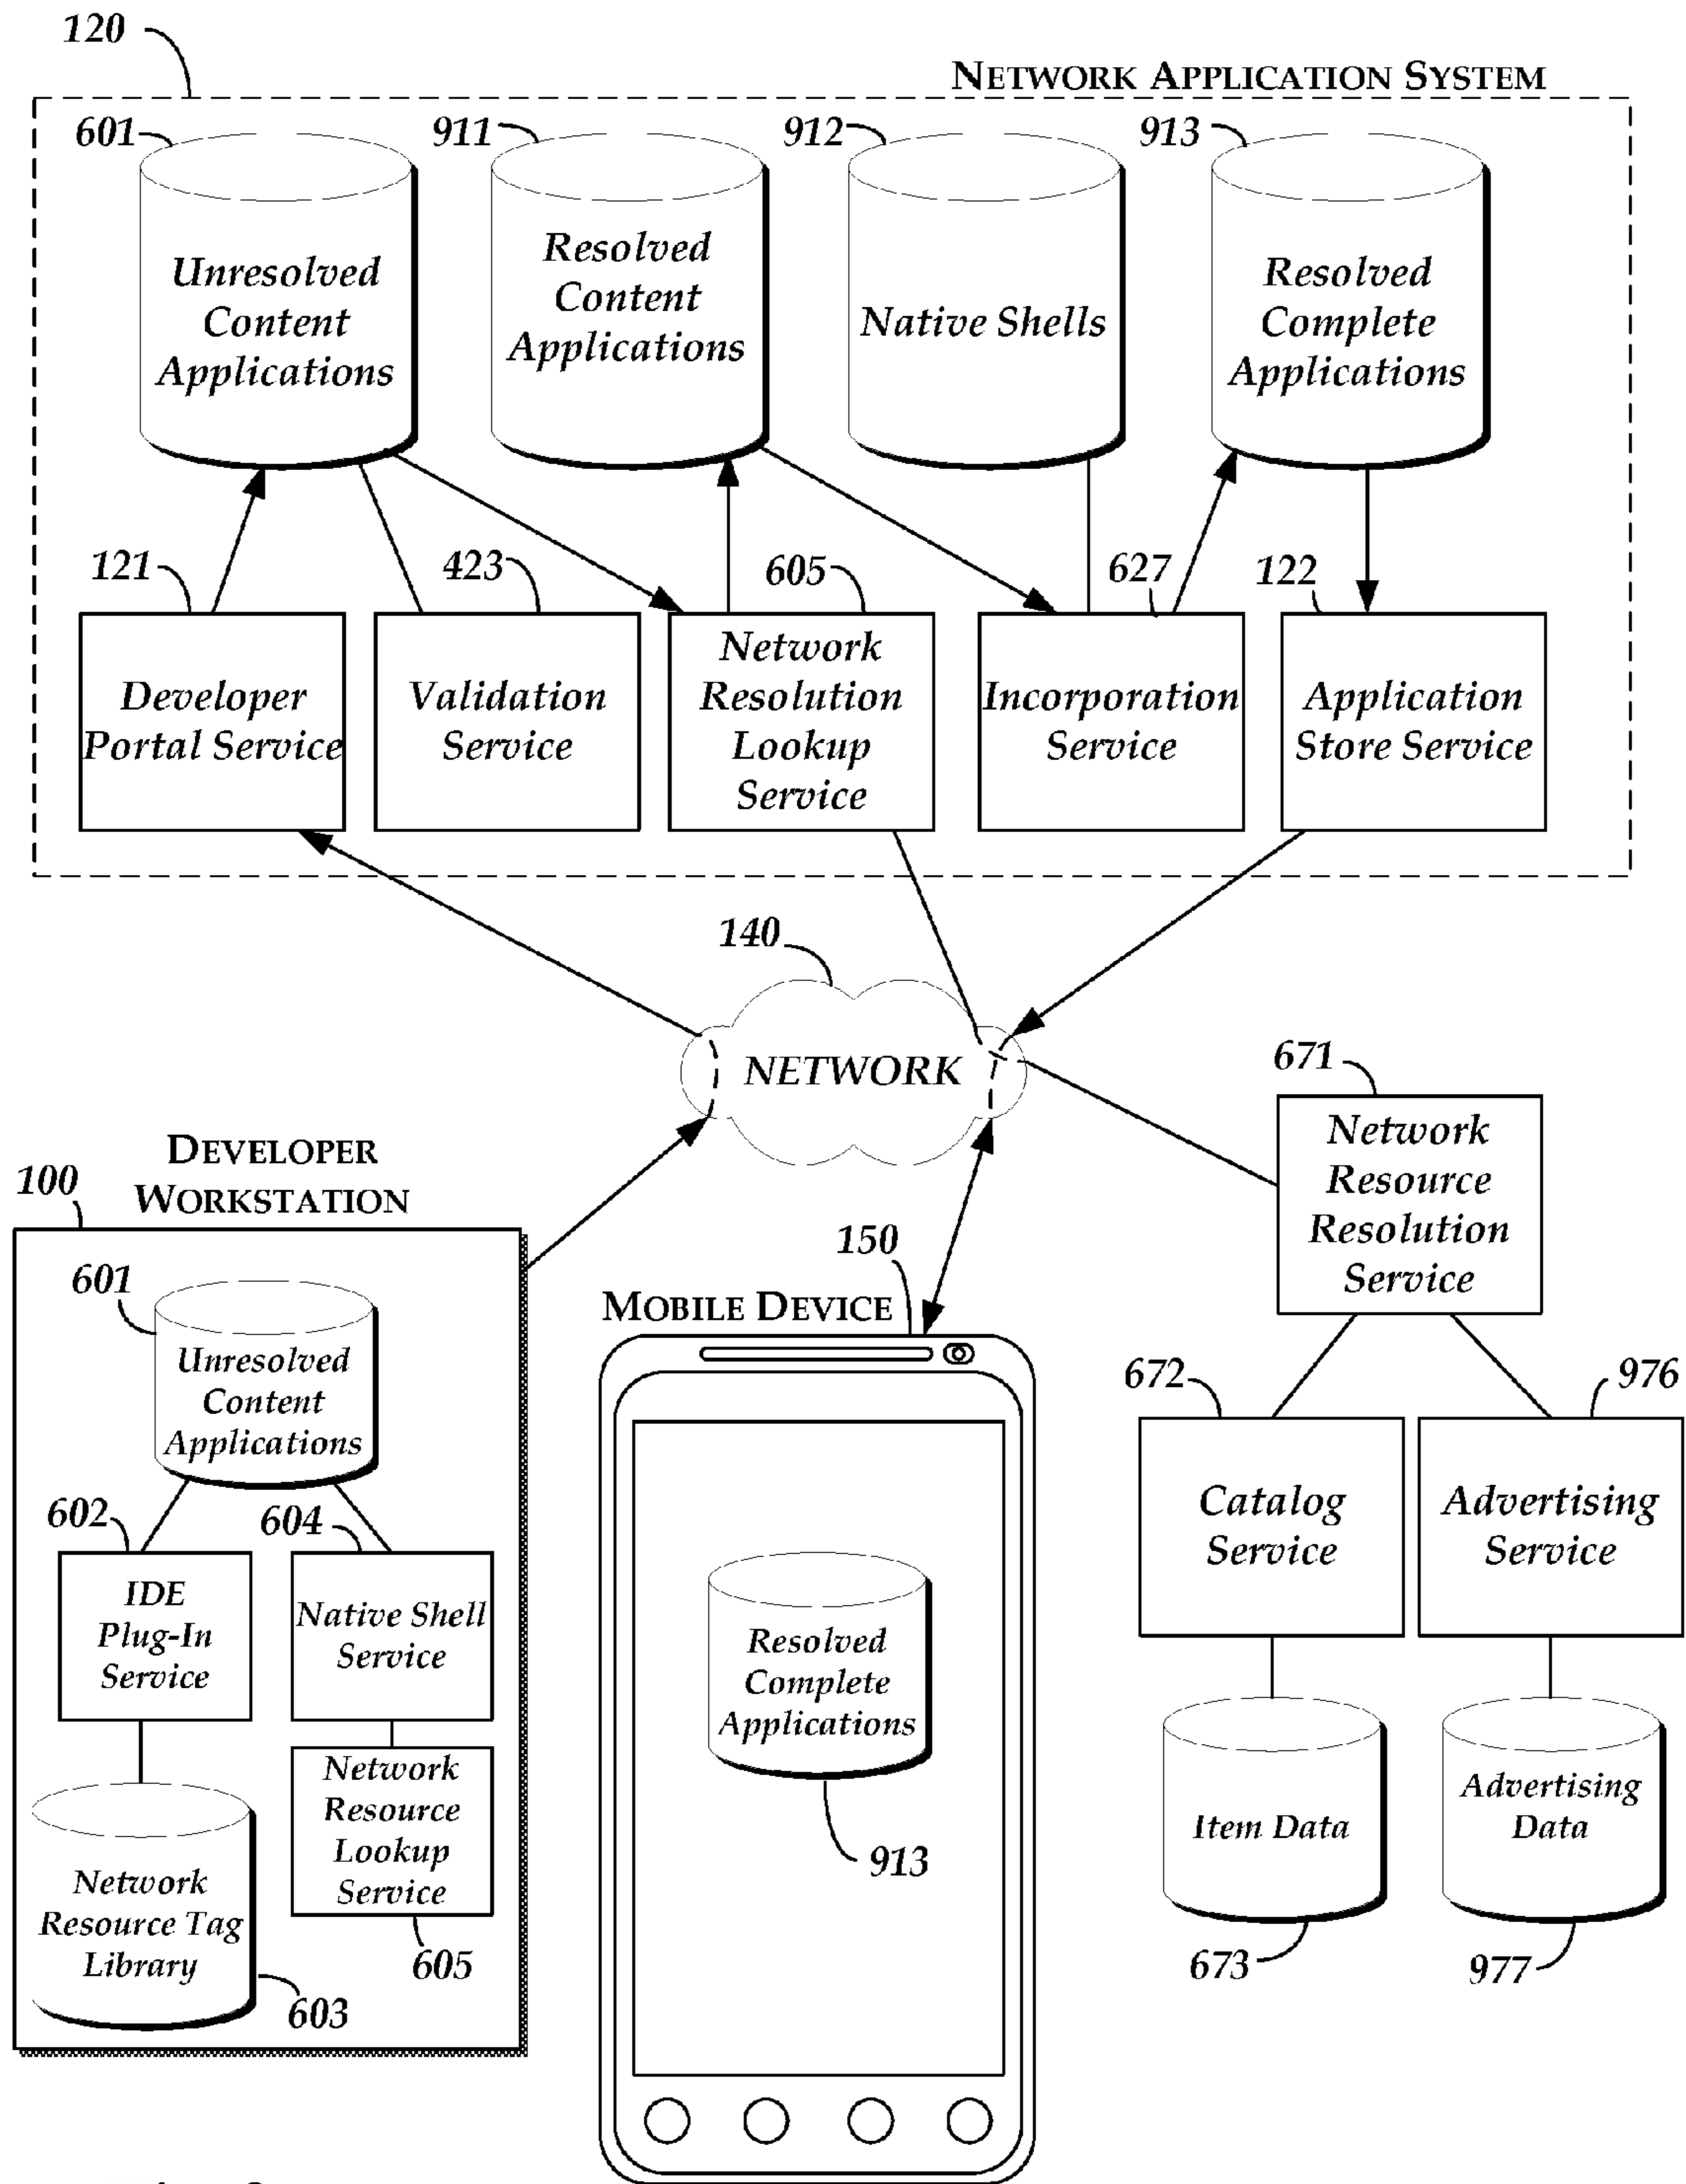 120
NETWORK APPLICATION SYSTEM
601
911
912
913
Unresolved
Content
Applications
Resolved
Content
Applications
Native Shells
Resolved
Complete
Applications
121
423
605
627
122
Developer
Portal Service
Validation
Service
Network
Resolution
Lookup
Service
Incorporation
Service
Application
Store Service
140
NETWORK
671
Network
Resource
Resolution
Service
DEVELOPER
WORKSTATION
100
601
Unresolved
Content
Applications
602
604
IDE
Plug-In
Service
Native Shell
Service
Network
Resource
Lookup
Service
605
Network
Resource Tag
Library
603
150
MOBILE DEVICE
Resolved
Complete
Applications
913
672
976
Catalog
Service
Advertising
Service
Item Data
Advertising
Data
673
977